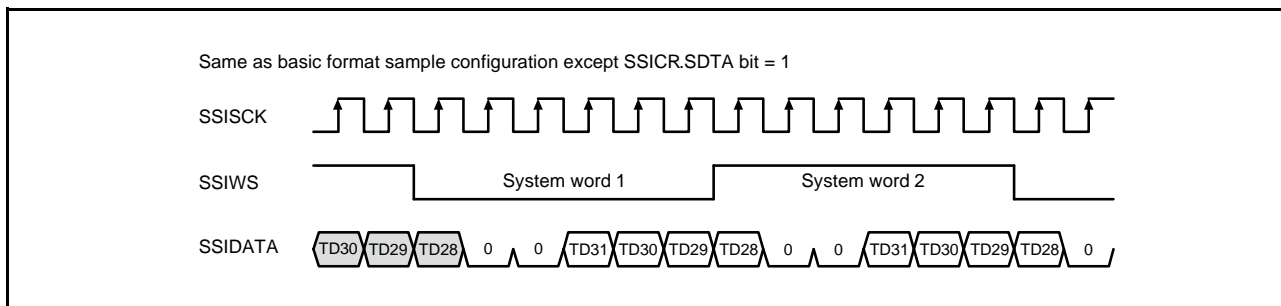 Same as basic format sample configuration except SSICR.SDTA bit = 1
SSISCK
SSIWS System word 1 System word 2
SSIDATA TD30 TD29 TD28 0 0 TD31 TD30 TD29 TD28 0 0 TD31 TD30 TD29 TD28 0